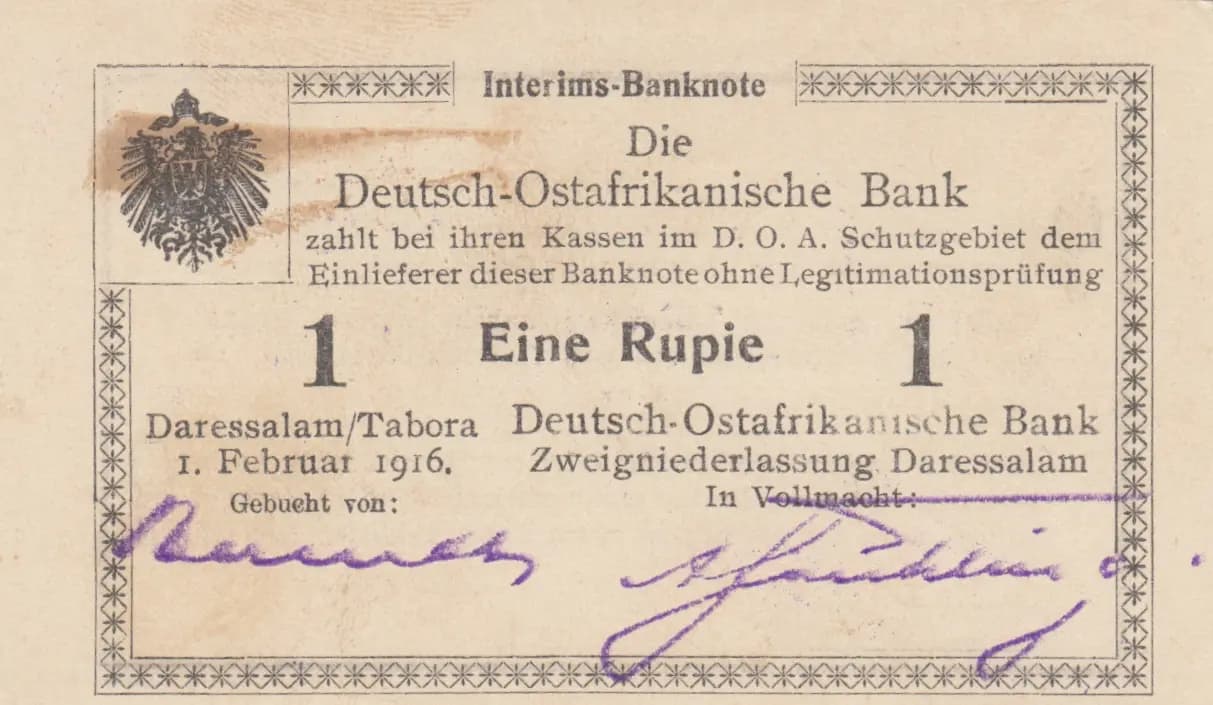 Interims-Banknote
Die
Deutsch-Ostafrikanische Bank
zahlt bei ihren Kassen im D. O. A. Schutzgebiet dem
Einlieferer dieser Banknote ohne Legitimationsprüfung
1 Eine Rupie 1
Daressalam/Tabora
1. Februar 1916.
Gebucht von:
Deutsch-Ostafrikanische Bank
Zweigniederlassung Daressalam
In Vollmacht: